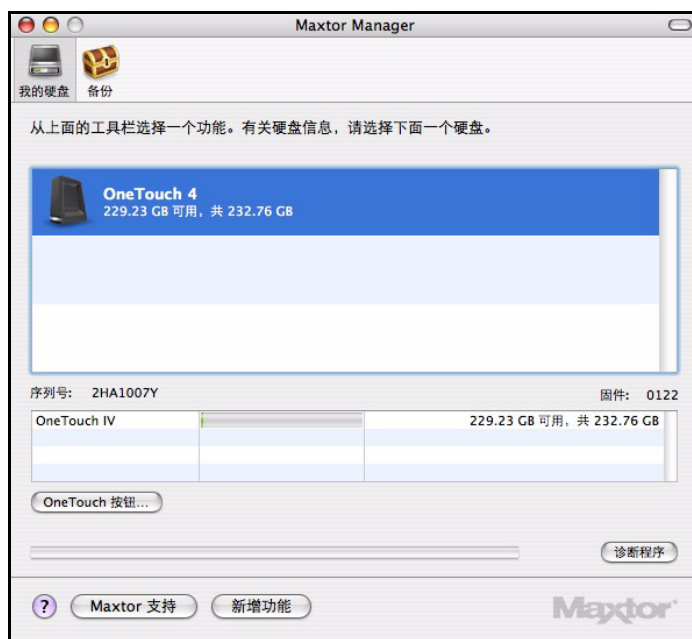 Maxtor Manager
我的硬盘 备份
从上面的工具栏选择一个功能。有关硬盘信息，请选择下面一个硬盘。
OneTouch 4
229.23 GB 可用，共 232.76 GB
序列号: 2HA1007Y 固件: 0122
OneTouch IV 229.23 GB 可用，共 232.76 GB
OneTouch 按钮...
诊断程序
? Maxtor 支持 新增功能 Maxtor